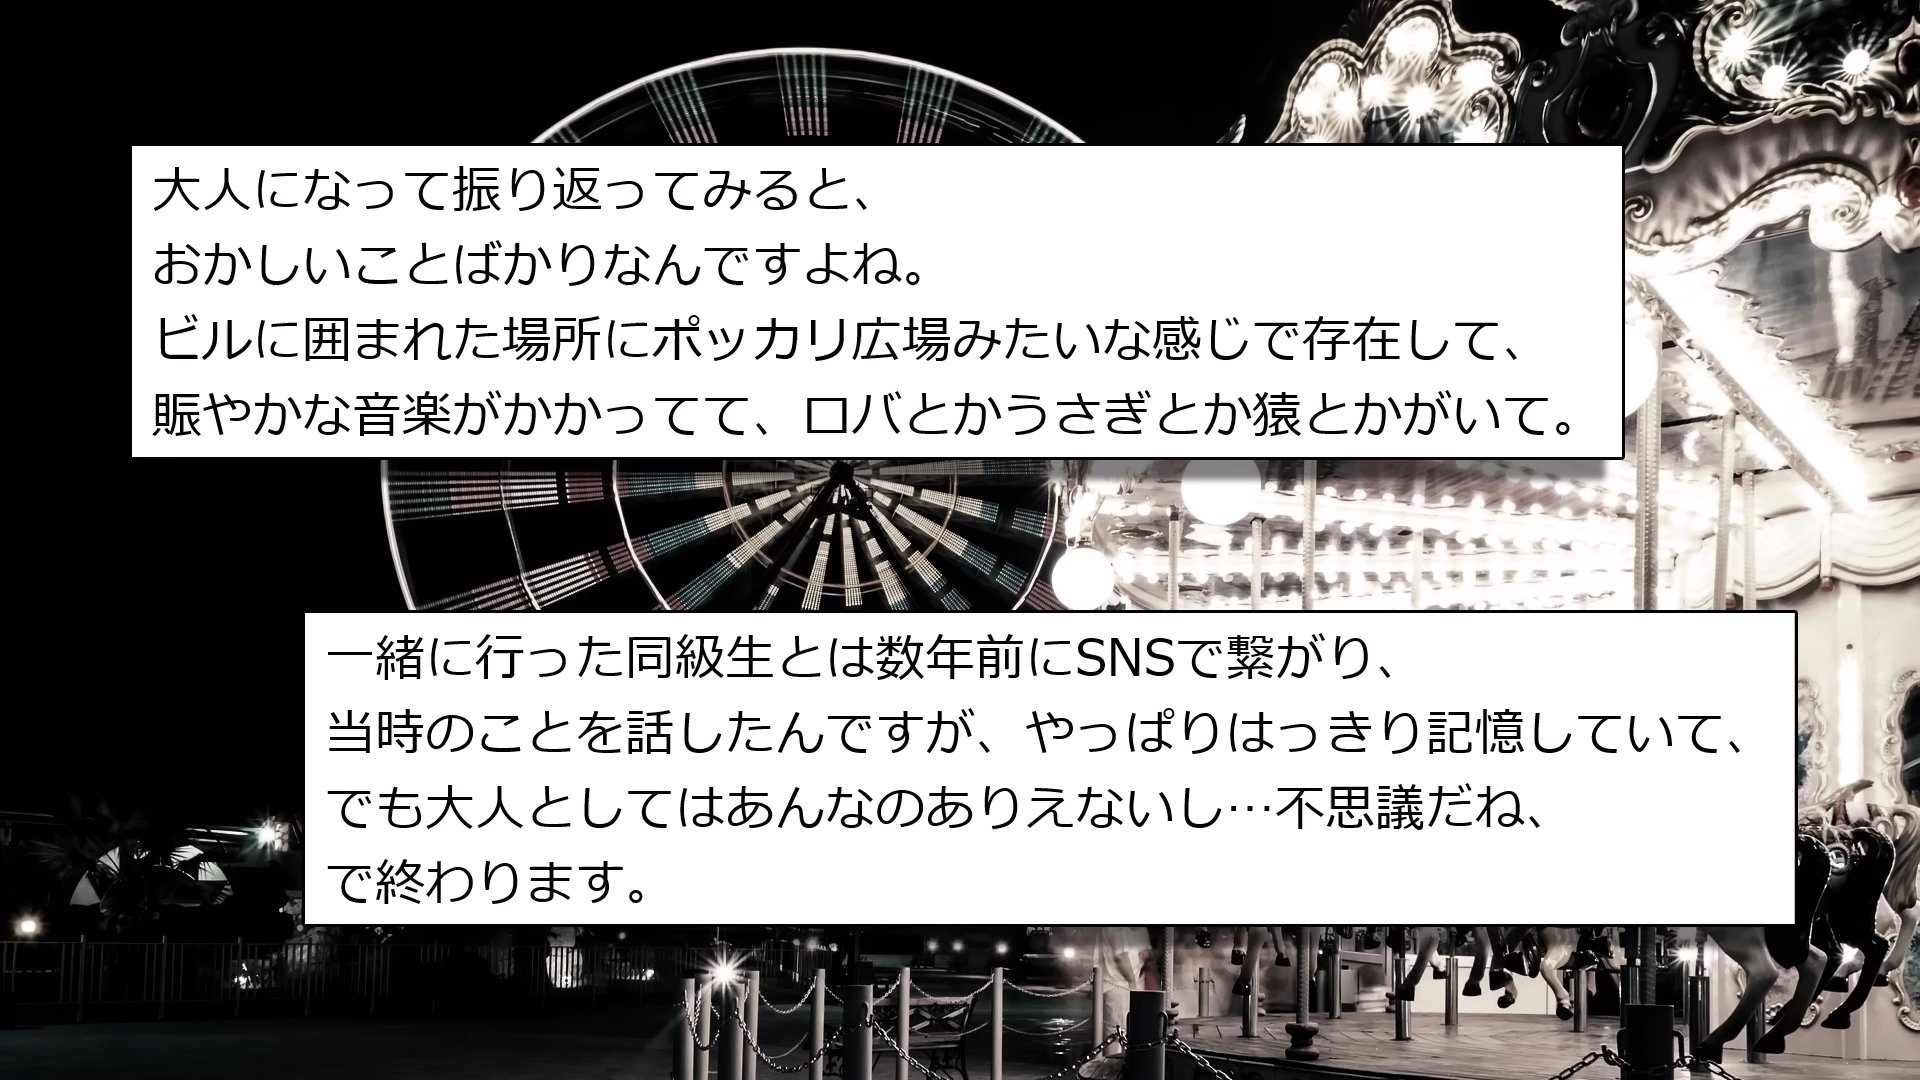 大人になって振り返ってみると、
おかしいことばかりなんですよね。
ビルに囲まれた場所にポッカリ広場みたいな感じで存在して、
賑やかな音楽がかかってて、ロバとかうさぎとか猿とかがいて。
一緒に行った同級生とは数年前にSNSで繋がり、
当時のことを話したんですが、やっぱりはっきり記憶していて、
でも大人としてはあんなのありえないし…不思議だね、
で終わります。